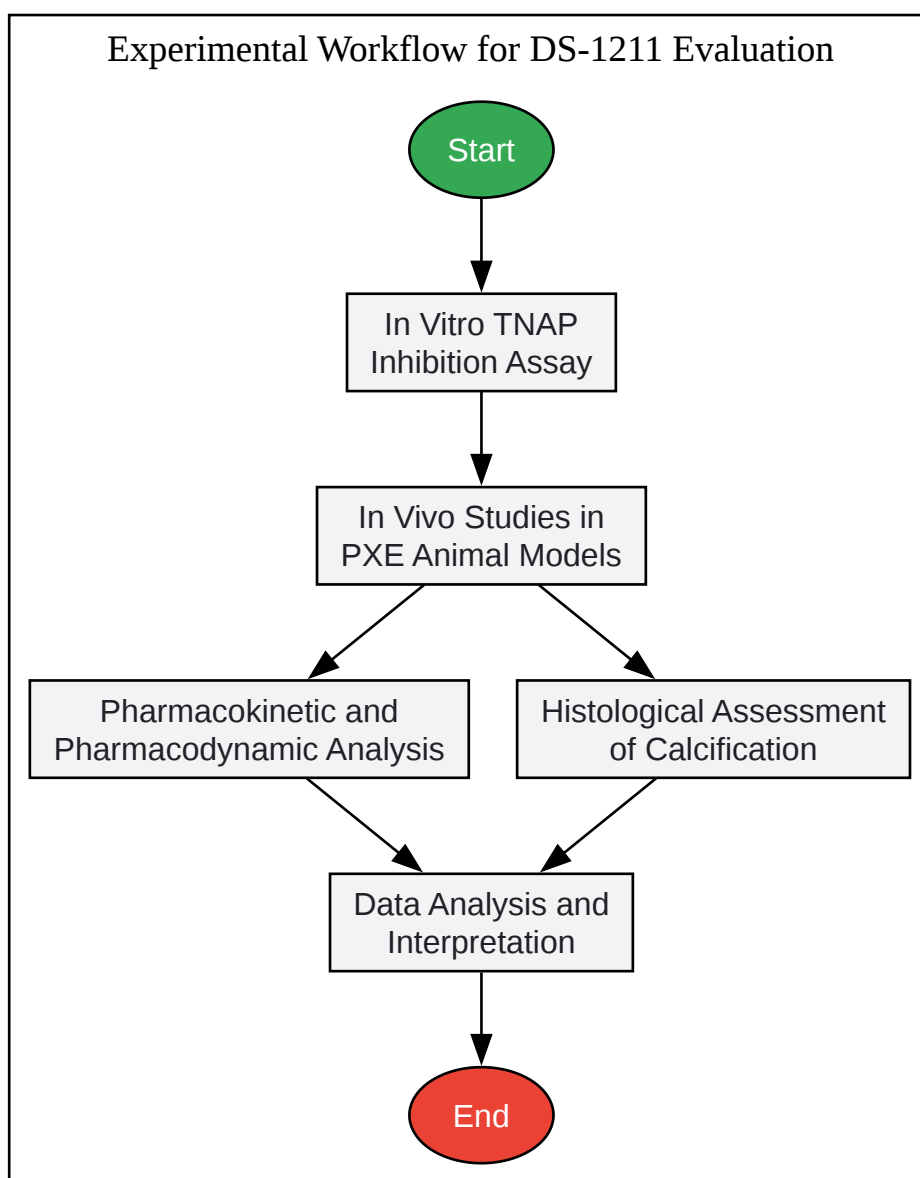 Experimental Workflow for DS-1211 Evaluation
Start
In Vitro TNAP
Inhibition Assay
In Vivo Studies in
PXE Animal Models
Pharmacokinetic and
Pharmacodynamic Analysis
Histological Assessment
of Calcification
Data Analysis and
Interpretation
End